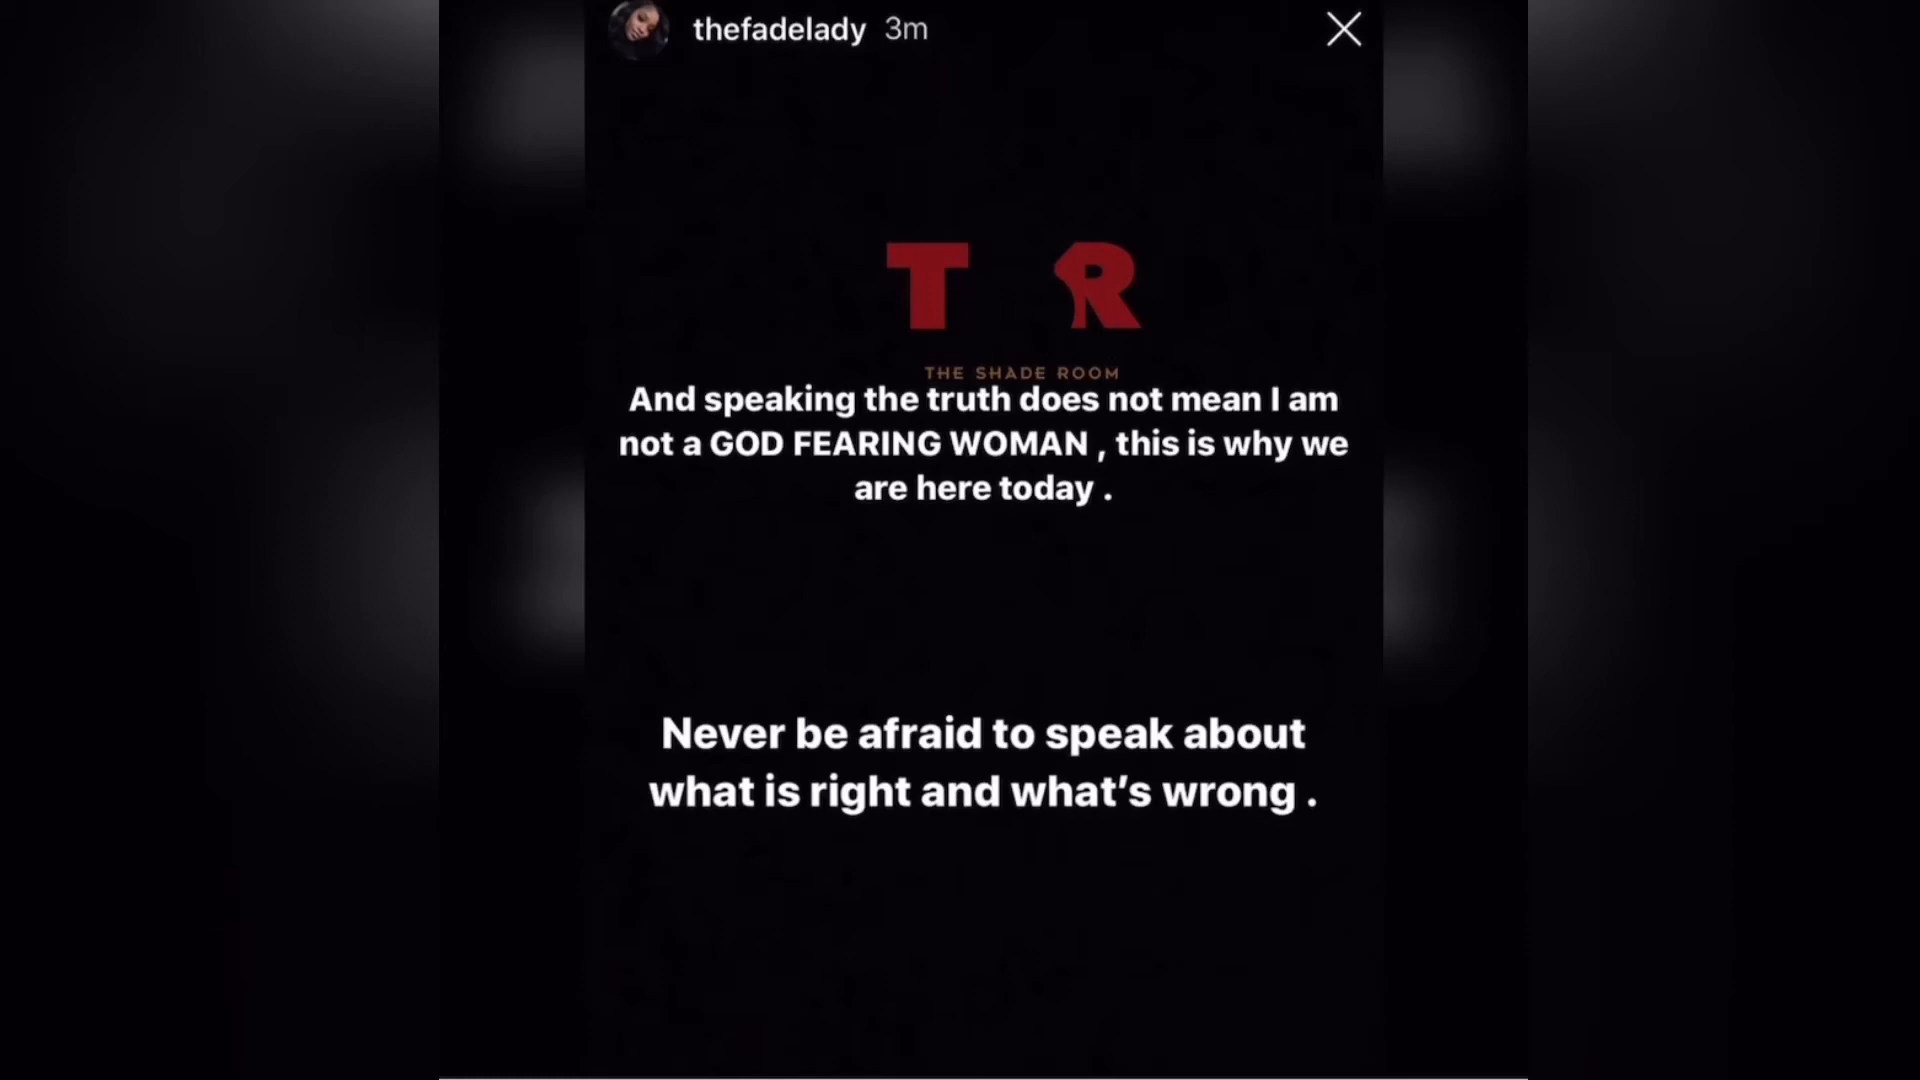 thefadelady 3m
T R
THE SHADE ROOM
And speaking the truth does not mean I am
not a GOD FEARING WOMAN , this is why we
are here today .
Never be afraid to speak about
what is right and what’s wrong .